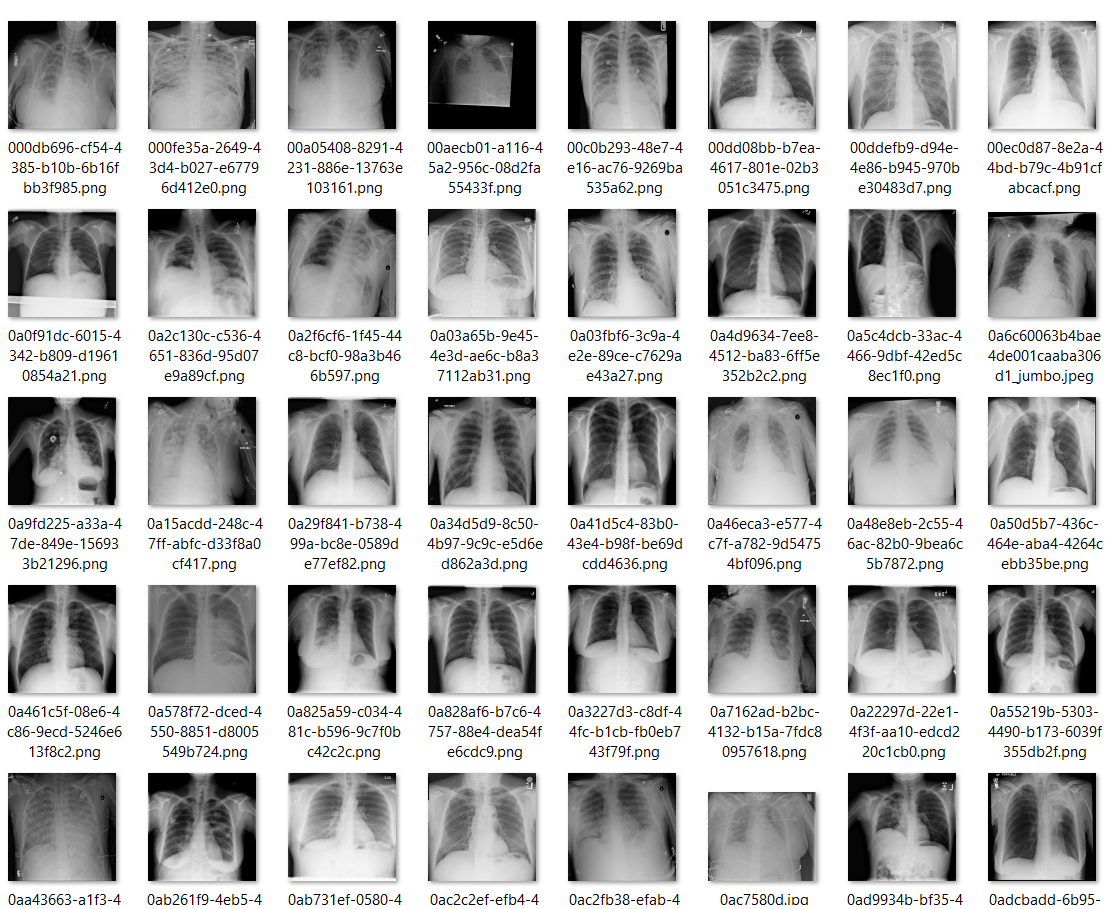 000db696-cf54-4 000fe35a-2649-4 00a05408-8291-4 00aecb01-a116-4 00c0b293-48e7-4 00dd08bb-b7ea- 00ddefb9-d94e- 00ec0d87-8e2a-4
385-b10b-6b16f 3d4-b027-e6779 231-886e-13763e 5a2-956c-08d2fa e16-ac76-9269ba 4617-801e-02b3 4e86-b945-970b 4bd-b79c-4b91cf
bb3f985.png 6d412e0.png 103161.png 55433f.png 535a62.png 051c3475.png e30483d7.png abcacf.png
0a0f91dc-6015-4 0a2c130c-c536-4 0a2f6cf6-1f45-44 0a03a65b-9e45- 0a03fbf6-3c9a-4 0a4d9634-7ee8- 0a5c4dcb-33ac-4 0a6c60063b4bae
342-b809-d1961 651-836d-95d07 c8-bcf0-98a3b46 4e3d-ae6c-b8a3 e2e-89ce-c7629a 4512-ba83-6ff5e 466-9dbf-42ed5c 4de001caaba306
0854a21.png e9a89cf.png 6b597.png 7112ab31.png e43a27.png 352b2c2.png 8ec1f0.png d1_jumbo.jpeg
0a9fd225-a33a-4 0a15acdd-248c-4 0a29f841-b738-4 0a34d5d9-8c50- 0a41d5c4-83b0- 0a46eca3-e577-4 0a48e8eb-2c55-4 0a50d5b7-436c-
7de-849e-15693 7ff-abfc-d33f8a0 99a-bc8e-0589d 4b97-9c9c-e5d6e 43e4-b98f-be69d c7f-a782-9d5475 6ac-82b0-9bea6c 464e-aba4-4264c
3b21296.png cf417.png e77ef82.png d862a3d.png cdd4636.png 4bf096.png 5b7872.png ebb35be.png
0a461c5f-08e6-4 0a578f72-dced-4 0a825a59-c034-4 0a828af6-b7c6-4 0a3227d3-c8df-4 0a7162ad-b2bc- 0a22297d-22e1- 0a55219b-5303-
c86-9ecd-5246e6 550-8851-d8005 81c-b596-9c7f0b 757-88e4-dea54f 4fc-b1cb-fb0eb7 4132-b15a-7fdc8 4f3f-aa10-edcd2 4490-b173-6039f
13f8c2.png 549b724.png c42c2c.png e6cdc9.png 43f79f.png 0957618.png 20c1cb0.png 355db2f.png
0aa43663-a1f3-4 0ab261f9-4eb5-4 0ab731ef-0580-4 0ac2c2ef-efb4-4 0ac2fb38-efab-4 0ac7580d.jpg 0ad9934b-bf35-4 0adcbadd-6b95-